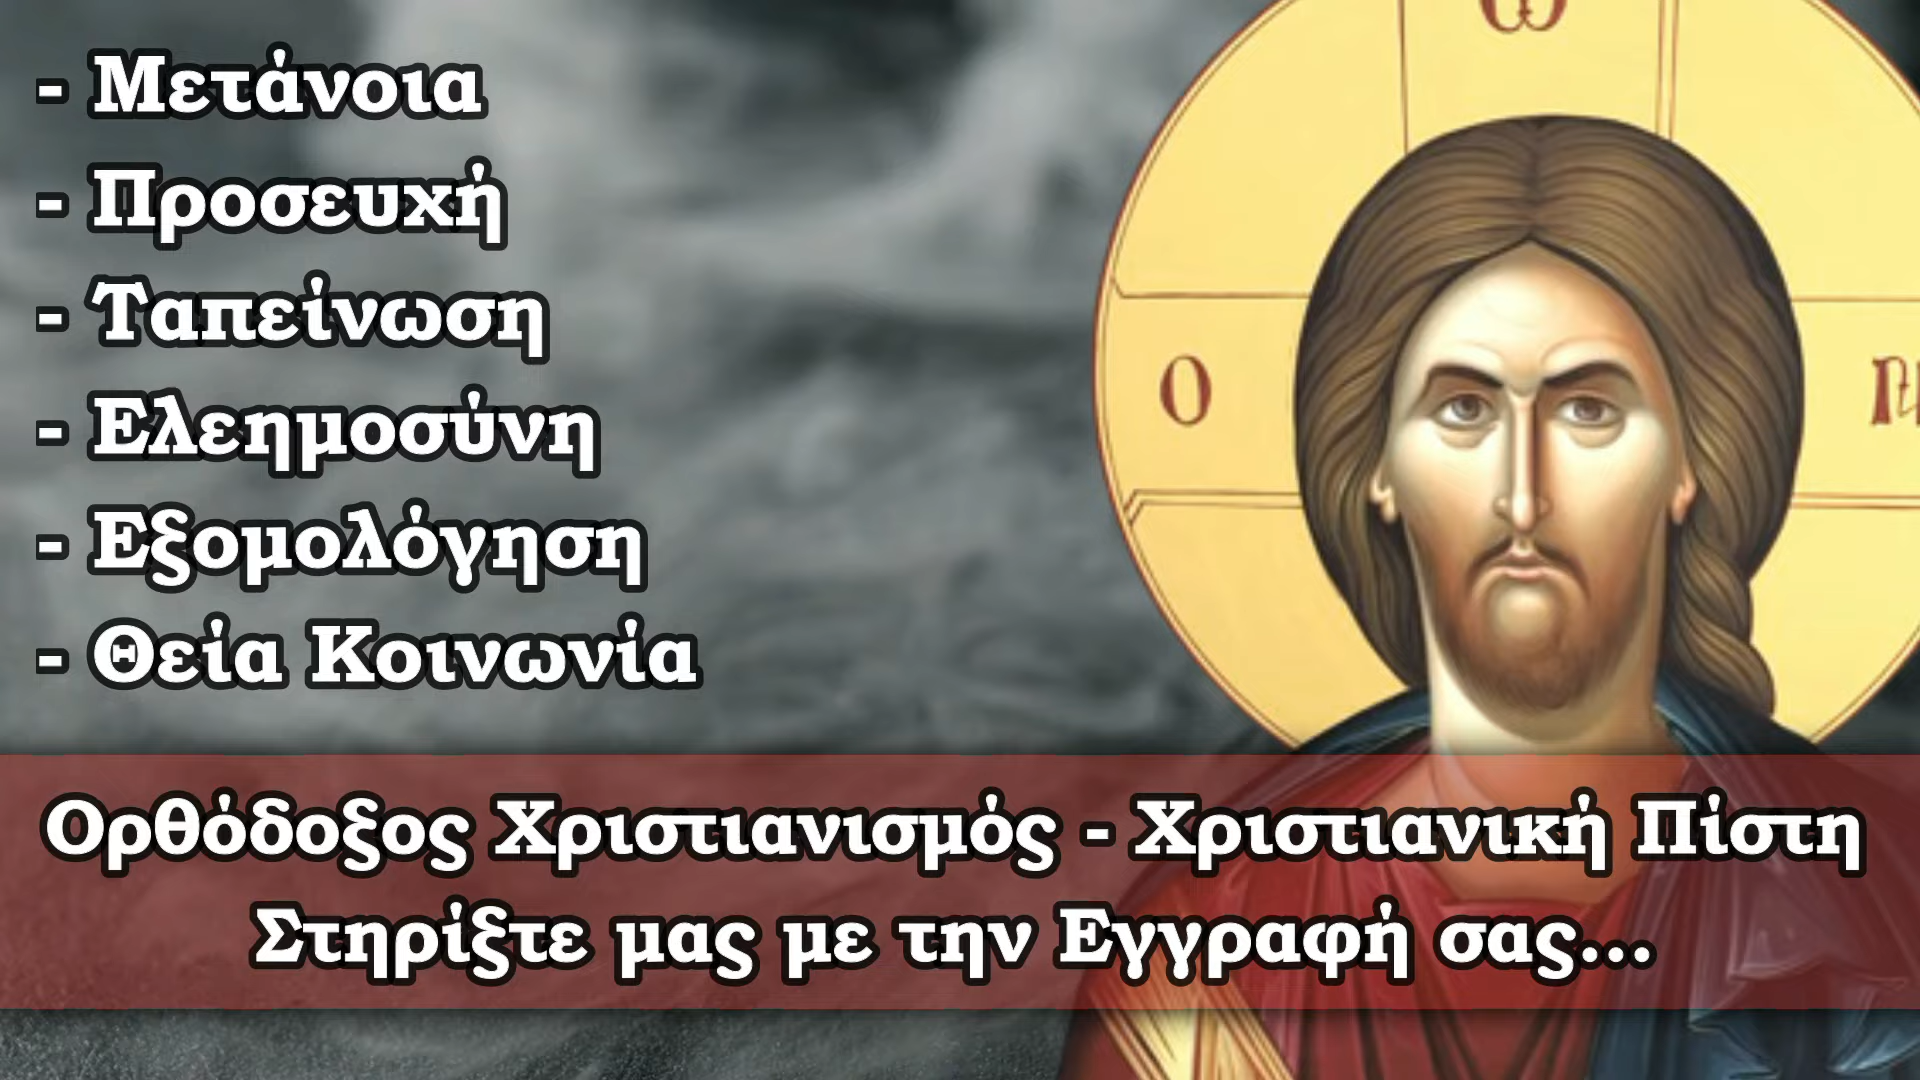 - Μετάνοια
- Προσευχή
- Ταπείνωση
- Ελεημοσύνη
- Εξομολόγηση
- Θεία Κοινωνία
Ο
ω
Ορθόδοξος Χριστιανισμός - Χριστιανική Πίστη
Στηρίξτε μας με την Εγγραφή σας...